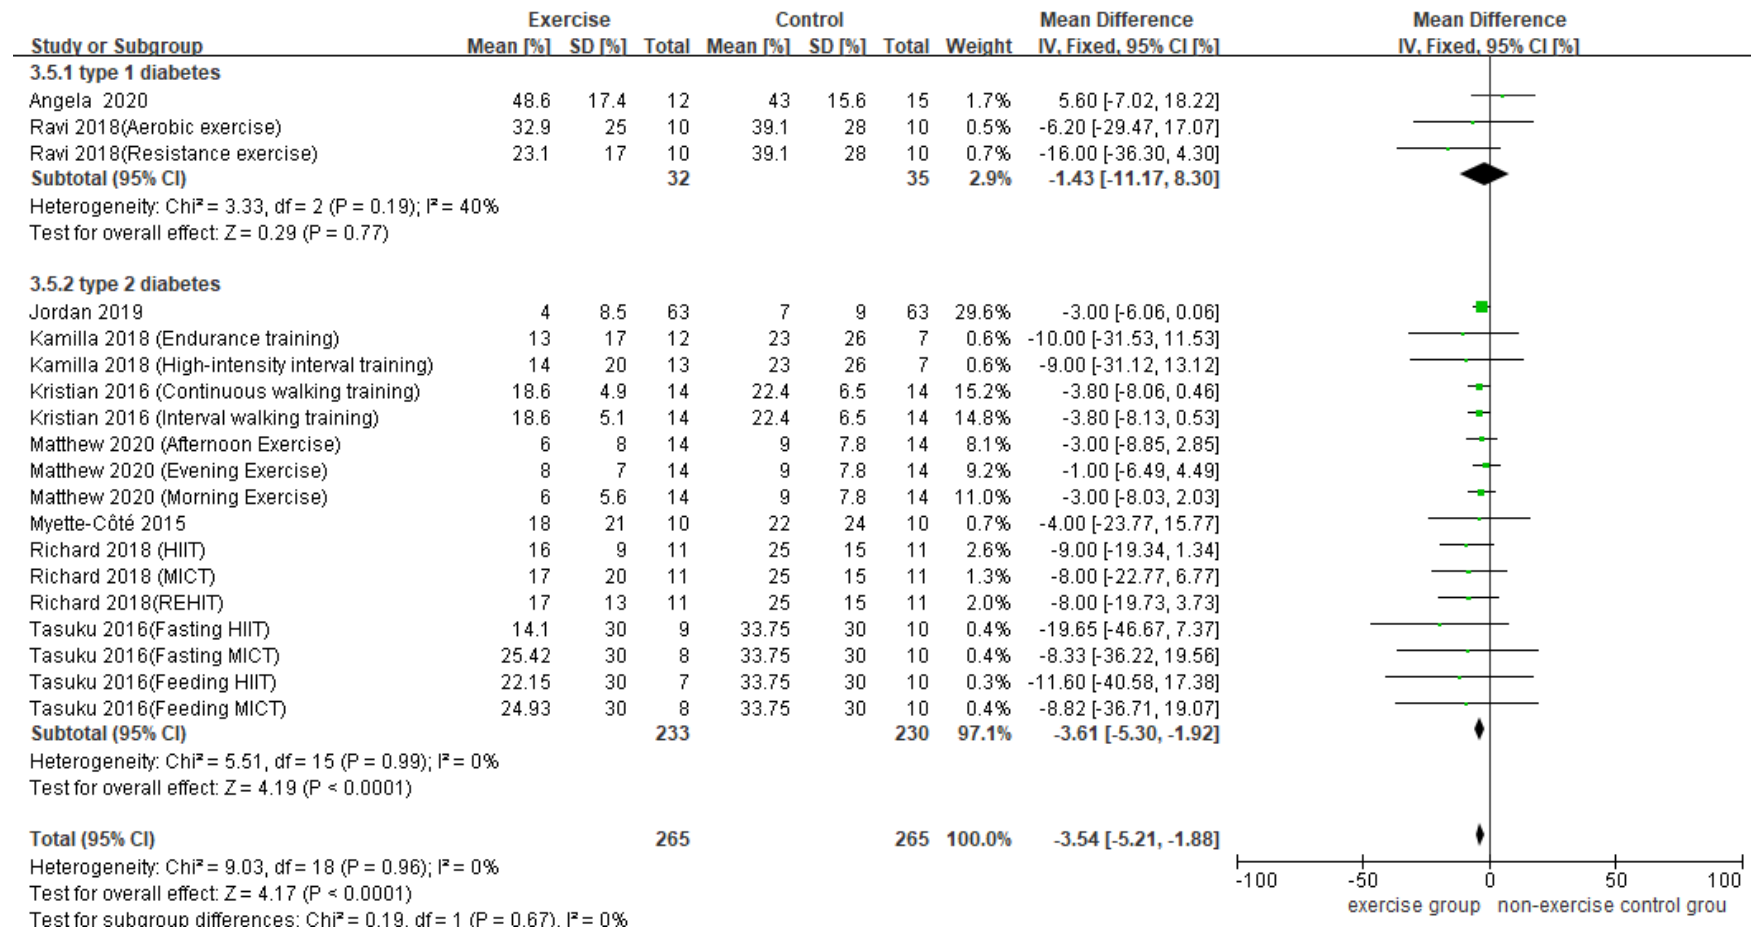 Exercise Control Mean Difference Mean Difference
Study or Subgroup Mean [%] SD [%] Total Mean [%] SD [%] Total Weight IV, Fixed, 95% CI [%] IV, Fixed, 95% CI [%]
3.5.1 type 1 diabetes
Angela 2020 48.6 17.4 12 43 15.6 15 1.7% 5.60 [-7.02, 18.22]
Ravi 2018(Aerobic exercise) 32.9 25 10 39.1 28 10 0.5% -6.20 [-29.47, 17.07]
Ravi 2018(Resistance exercise) 23.1 17 10 39.1 28 10 0.7% -16.00 [-36.30, 4.30]
Subtotal (95% CI) 32 35 2.9% -1.43 [-11.17, 8.30]
Heterogeneity: Chi² = 3.33, df = 2 (P = 0.19); I² = 40%
Test for overall effect: Z = 0.29 (P = 0.77)
3.5.2 type 2 diabetes
Jordan 2019 4 8.5 63 7 9 63 29.6% -3.00 [-6.06, 0.06]
Kamilla 2018 (Endurance training) 13 17 12 23 26 7 0.6% -10.00 [-31.53, 11.53]
Kamilla 2018 (High-intensity interval training) 14 20 13 23 26 7 0.6% -9.00 [-31.12, 13.12]
Kristian 2016 (Continuous walking training) 18.6 4.9 14 22.4 6.5 14 15.2% -3.80 [-8.06, 0.46]
Kristian 2016 (Interval walking training) 18.6 5.1 14 22.4 6.5 14 14.8% -3.80 [-8.13, 0.53]
Matthew 2020 (Afternoon Exercise) 6 8 14 9 7.8 14 8.1% -3.00 [-8.85, 2.85]
Matthew 2020 (Evening Exercise) 8 7 14 9 7.8 14 9.2% -1.00 [-6.49, 4.49]
Matthew 2020 (Morning Exercise) 6 5.6 14 9 7.8 14 11.0% -3.00 [-8.03, 2.03]
Myette-Côté 2015 18 21 10 22 24 10 0.7% -4.00 [-23.77, 15.77]
Richard 2018 (HIIT) 16 9 11 25 15 11 2.6% -9.00 [-19.34, 1.34]
Richard 2018 (MICT) 17 20 11 25 15 11 1.3% -8.00 [-22.77, 6.77]
Richard 2018(REHIT) 17 13 11 25 15 11 2.0% -8.00 [-19.73, 3.73]
Tasuku 2016(Fasting HIIT) 14.1 30 9 33.75 30 10 0.4% -19.65 [-46.67, 7.37]
Tasuku 2016(Fasting MICT) 25.42 30 8 33.75 30 10 0.4% -8.33 [-36.22, 19.56]
Tasuku 2016(Feeding HIIT) 22.15 30 7 33.75 30 10 0.3% -11.60 [-40.58, 17.38]
Tasuku 2016(Feeding MICT) 24.93 30 8 33.75 30 10 0.4% -8.82 [-36.71, 19.07]
Subtotal (95% CI) 233 230 97.1% -3.61 [-5.30, -1.92]
Heterogeneity: Chi² = 5.51, df = 15 (P = 0.99); I² = 0%
Test for overall effect: Z = 4.19 (P < 0.0001)
Total (95% CI) 265 265 100.0% -3.54 [-5.21, -1.88]
Heterogeneity: Chi² = 9.03, df = 18 (P = 0.96); I² = 0%
-100 -50 0 50 100
Test for overall effect: Z = 4.17 (P < 0.0001)
exercise group non-exercise control grou
Test for subgroup differences: Chi² = 0.19, df = 1 (P = 0.67), I² = 0%